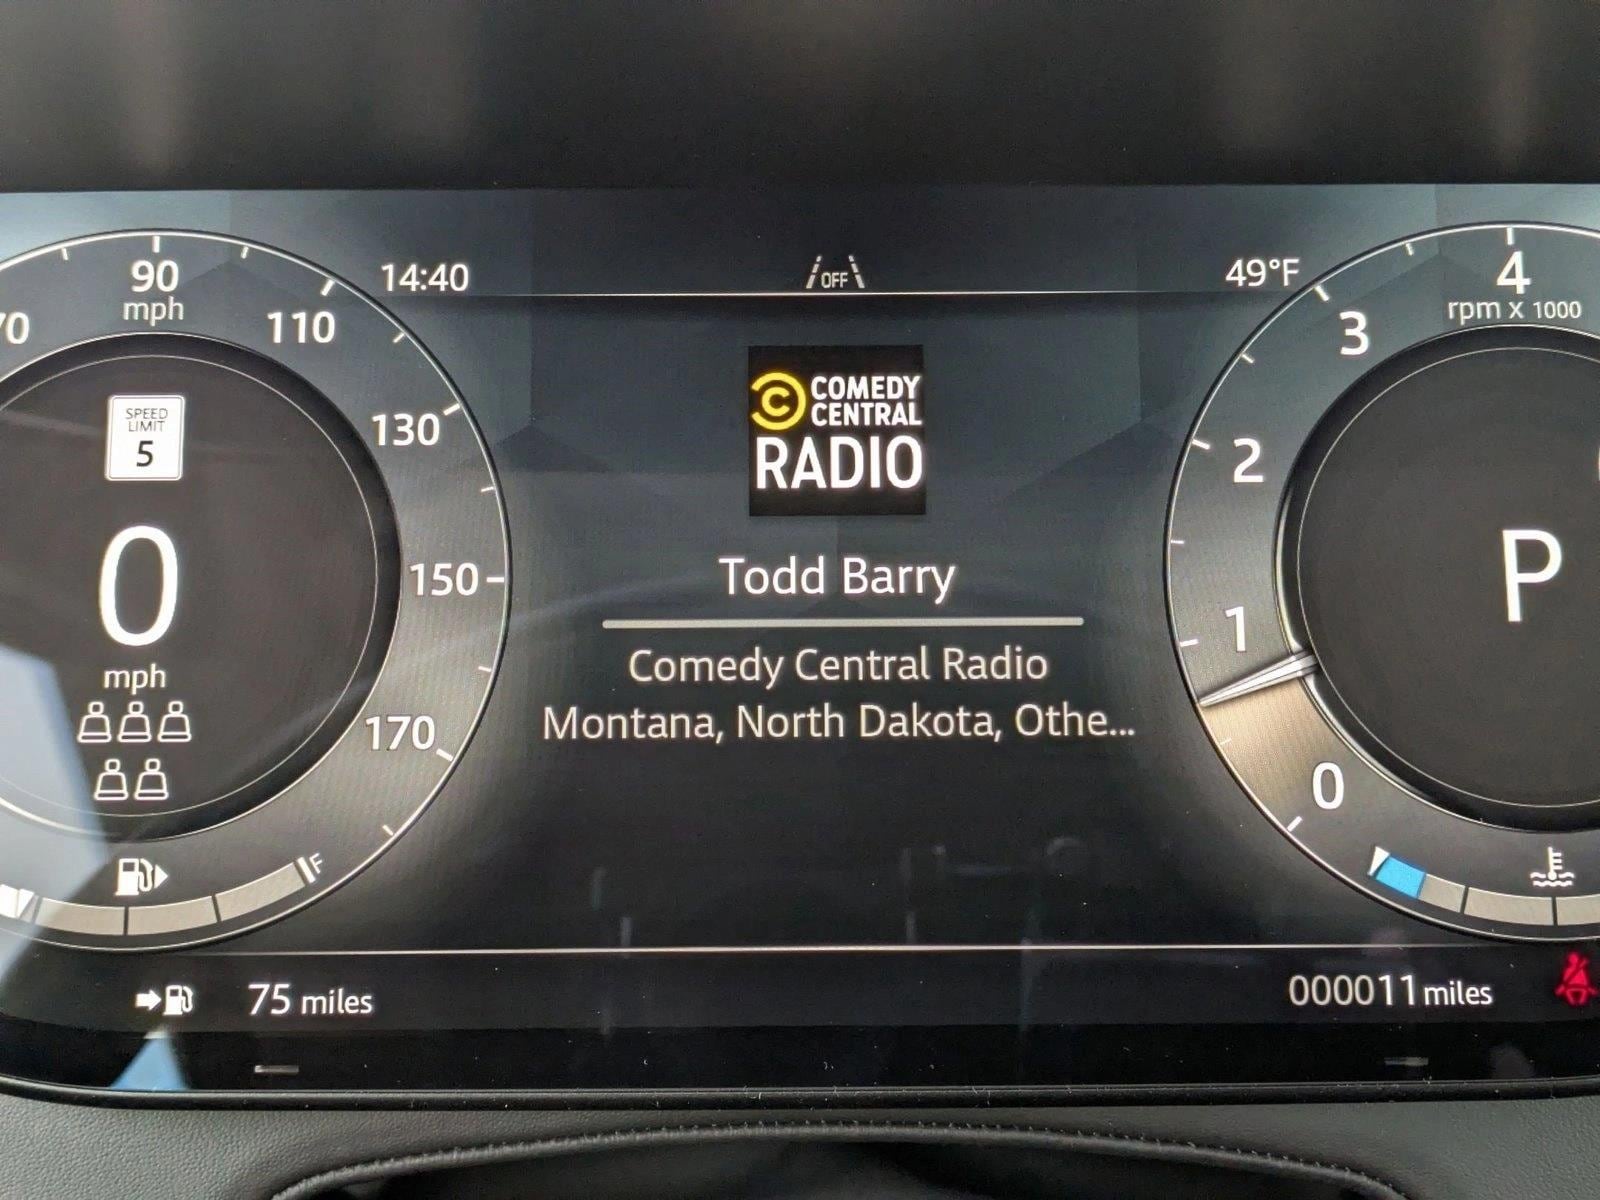 90
mph
70
110
130
150
170
SPEED
LIMIT
5
0
mph
F
14:40
OFF
49°F
COMEDY
CENTRAL
RADIO
Todd Barry
Comedy Central Radio
Montana, North Dakota, Othe...
4
rpm x 1000
3
2
1
0
P
75 miles
000011 miles